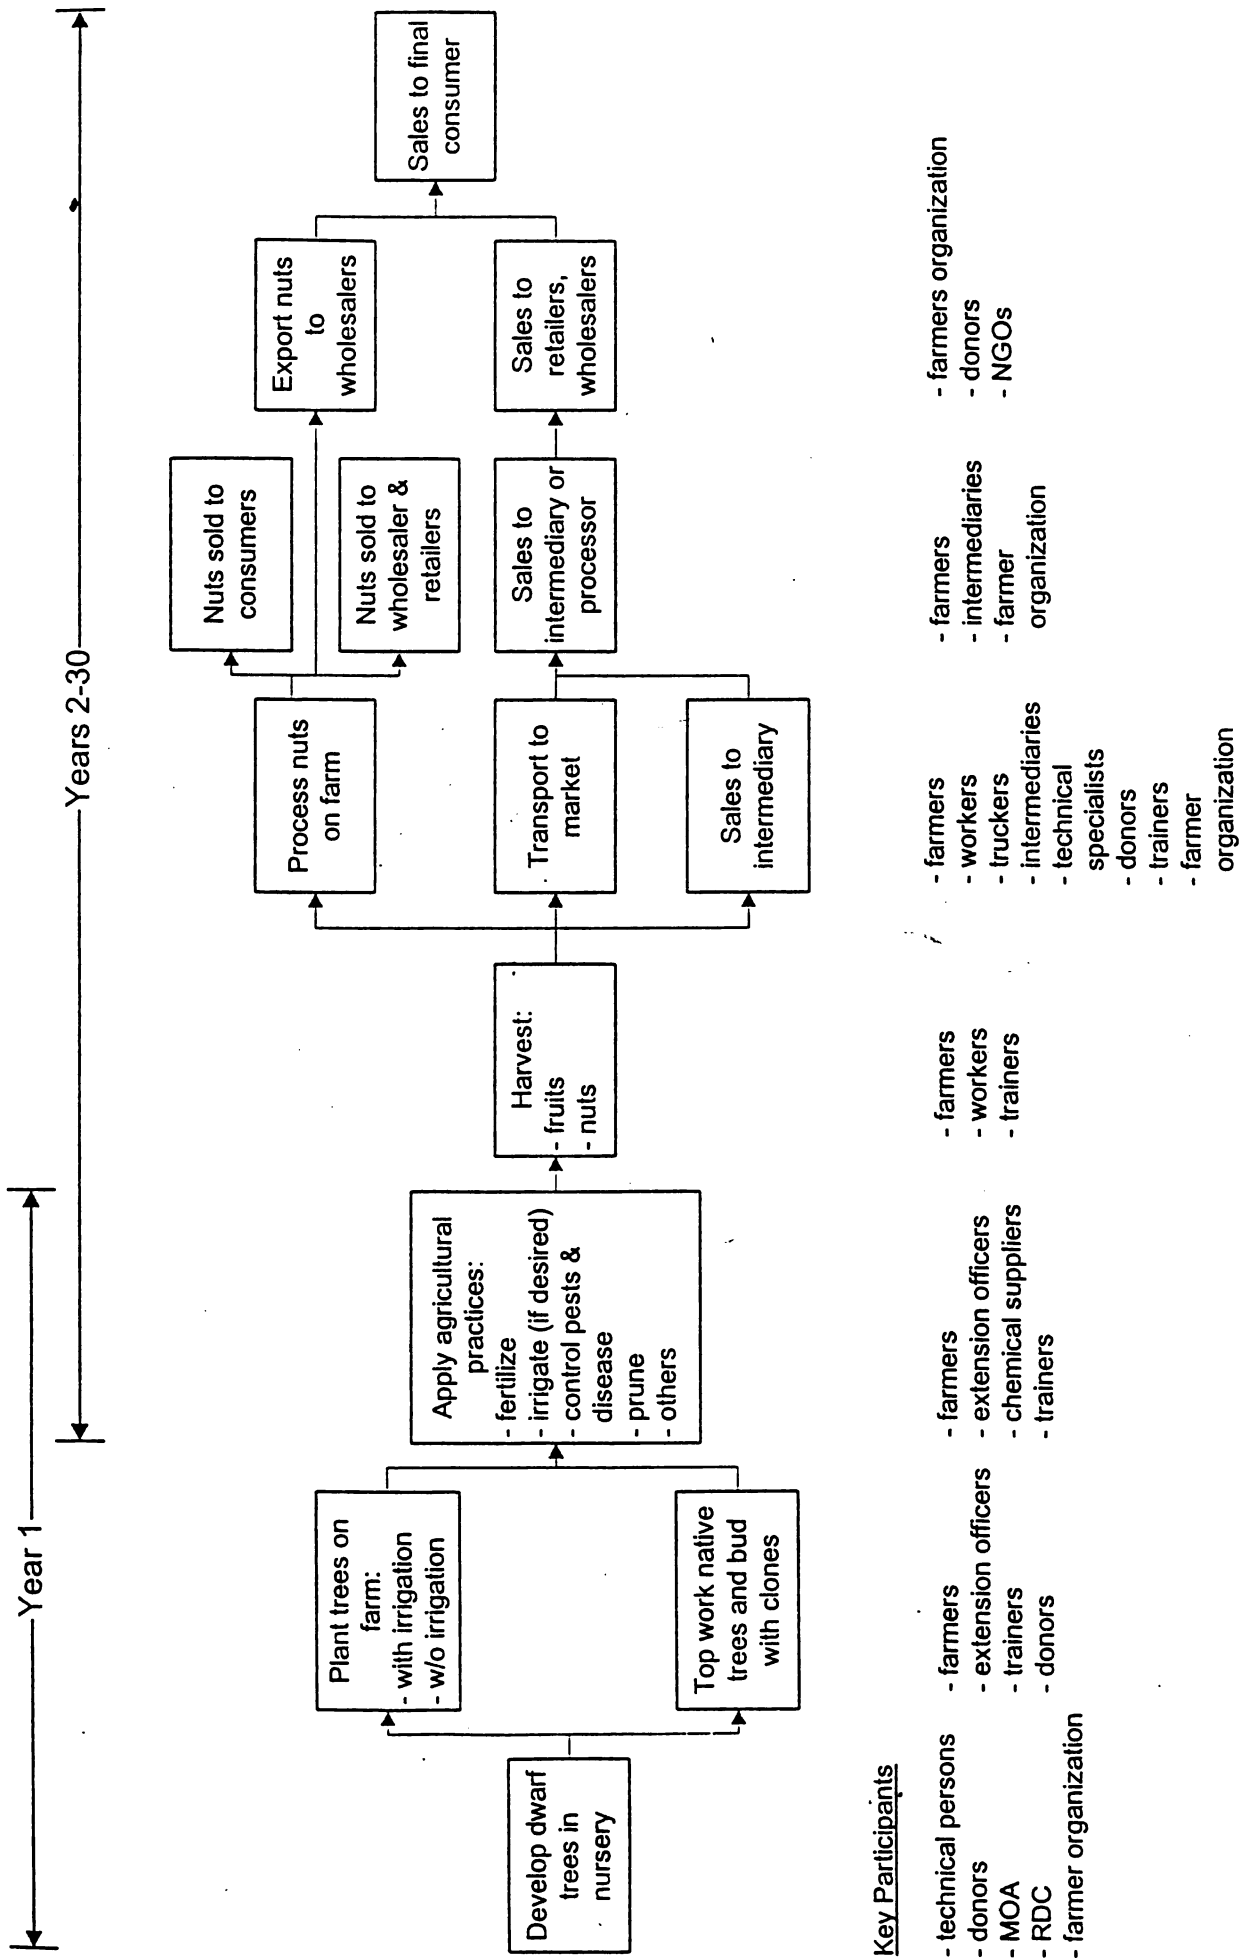 Year 1
Years 2-30
Develop dwarf
trees in
nursery
Plant trees on
farm:
- with irrigation
- w/o irrigation
Top work native
trees and bud
with clones
Apply agricultural
practices:
- fertilize
- irrigate (if desired)
- control pests &
disease
- prune
- others
Harvest:
- fruits
- nuts
Process nuts
on farm
Transport to
market
Sales to
intermediary
Nuts sold to
consumers
Nuts sold to
wholesaler &
retailers
Sales to
intermediary or
processor
Export nuts
to
wholesalers
Sales to
retailers,
wholesalers
Sales to final
consumer
Key Participants
- technical persons
- donors
- MOA
- RDC
- farmer organization
- farmers
- extension officers
- trainers
- donors
- farmers
- extension officers
- chemical suppliers
- trainers
- farmers
- workers
- trainers
- farmers
- workers
- truckers
- intermediaries
- technical
specialists
- donors
- trainers
- farmer
organization
- farmers
- intermediaries
- farmer
organization
- farmers organization
- donors
- NGOs